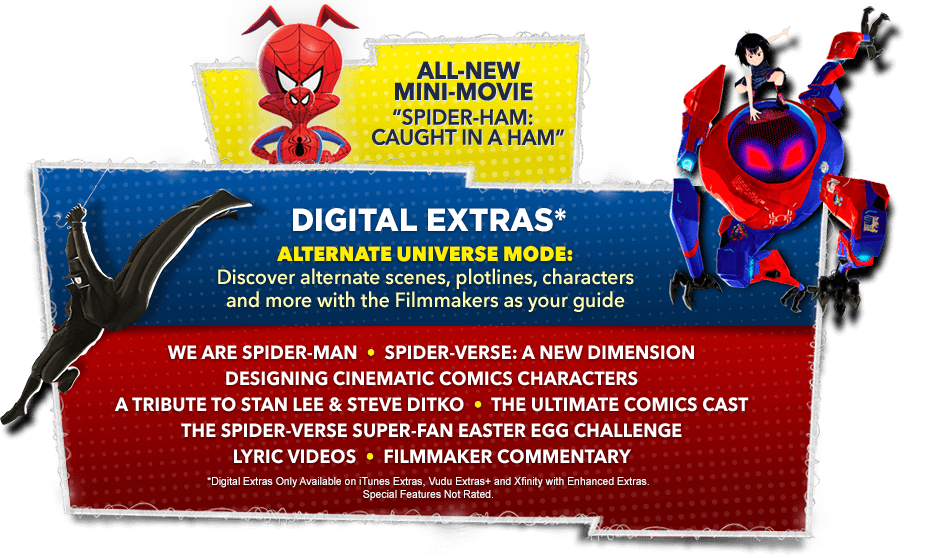 ALL-NEW
MINI-MOVIE
“SPIDER-HAM:
CAUGHT IN A HAM”
DIGITAL EXTRAS*
ALTERNATE UNIVERSE MODE:
Discover alternate scenes, plotlines, characters
and more with the Filmmakers as your guide
WE ARE SPIDER-MAN • SPIDER-VERSE: A NEW DIMENSION
DESIGNING CINEMATIC COMICS CHARACTERS
A TRIBUTE TO STAN LEE & STEVE DITKO • THE ULTIMATE COMICS CAST
THE SPIDER-VERSE SUPER-FAN EASTER EGG CHALLENGE
LYRIC VIDEOS • FILMMAKER COMMENTARY
*Digital Extras Only Available on iTunes Extras, Vudu Extras+ and Xfinity with Enhanced Extras.
Special Features Not Rated.